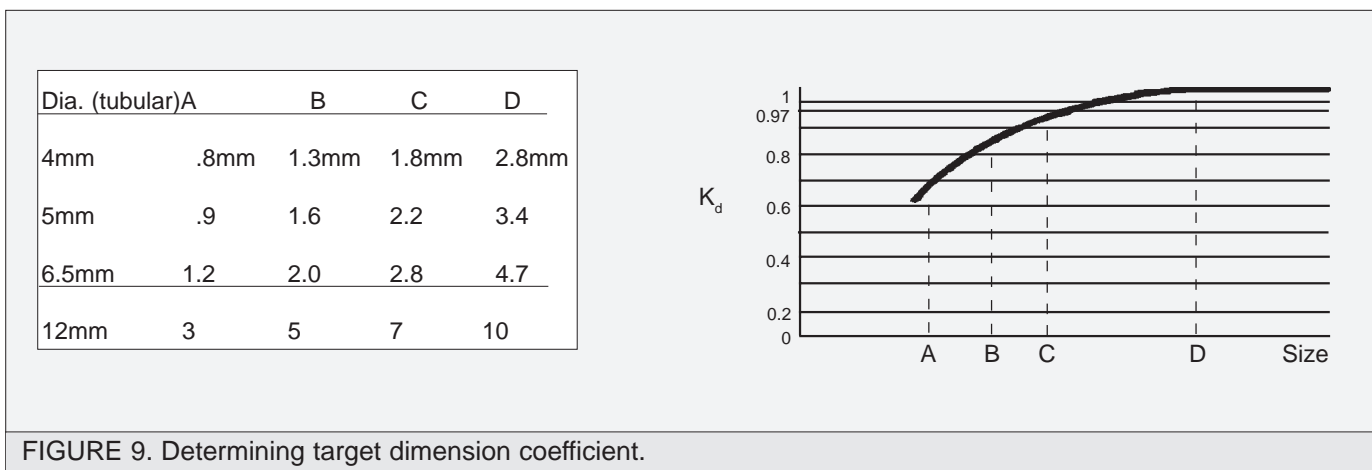 Dia. (tubular)A B C D
4mm .8mm 1.3mm 1.8mm 2.8mm
5mm .9 1.6 2.2 3.4
6.5mm 1.2 2.0 2.8 4.7
12mm 3 5 7 10
1
0.97
0.8
Kd
0.6
0.4
0.2
0
A B C D Size
FIGURE 9. Determining target dimension coefficient.